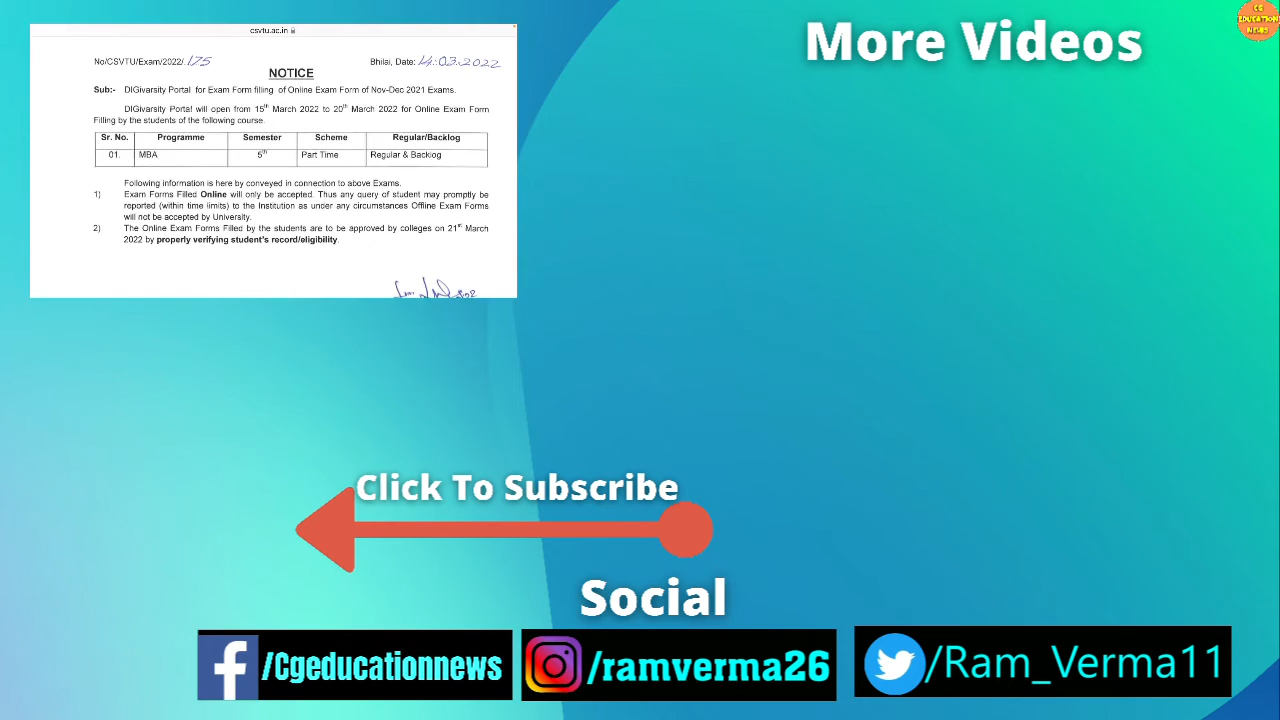 csvtu.ac.in
No/CSVTU/Exam/2022/.175 Bhilai, Date: 14.03.2022
NOTICE
Sub:- DIGivarsity Portal for Exam Form filling of Online Exam Form of Nov-Dec 2021 Exams.
DIGivarsity Portal will open from 15th March 2022 to 20th March 2022 for Online Exam Form
Filling by the students of the following course.
Sr. No. Programme Semester Scheme Regular/Backlog
01. MBA 5th Part Time Regular & Backlog
Following information is here by conveyed in connection to above Exams.
1) Exam Forms Filled Online will only be accepted. Thus any query of student may promptly be
reported (within time limits) to the Institution as under any circumstances Offline Exam Forms
will not be accepted by University.
2) The Online Exam Forms Filled by the students are to be approved by colleges on 21st March
2022 by properly verifying student's record/eligibility.
More Videos
CG
EDUCATION
NEWS
Click To Subscribe
Social
/Cgeducationnews
/ramverma26
/Ram_Verma11